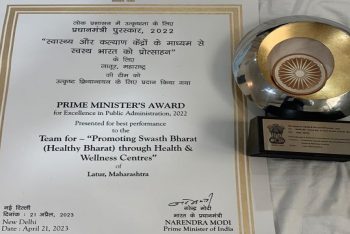 लोक प्रशासन में उत्कृष्टता के लिए
प्रधानमंत्री पुरस्कार, 2022
"स्वास्थ्य और कल्याण केंद्रों के माध्यम से
स्वस्थ भारत को प्रोत्साहन"
के लिए
लातूर, महाराष्ट्र
की टीम को
उत्कृष्ट क्रियान्वयन के लिए प्रदान किया गया
PRIME MINISTER'S AWARD
for Excellence in Public Administration, 2022
Presented for best performance to the
Team for – "Promoting Swasth Bharat
(Healthy Bharat) through Health &
Wellness Centres"
of
Latur, Maharashtra
नई दिल्ली
दिनांक : 21 अप्रैल, 2023
New Delhi
Date : April 21, 2023
नरेन्द्र मोदी
भारत के प्रधानमंत्री
NARENDRA MODI
Prime Minister of India